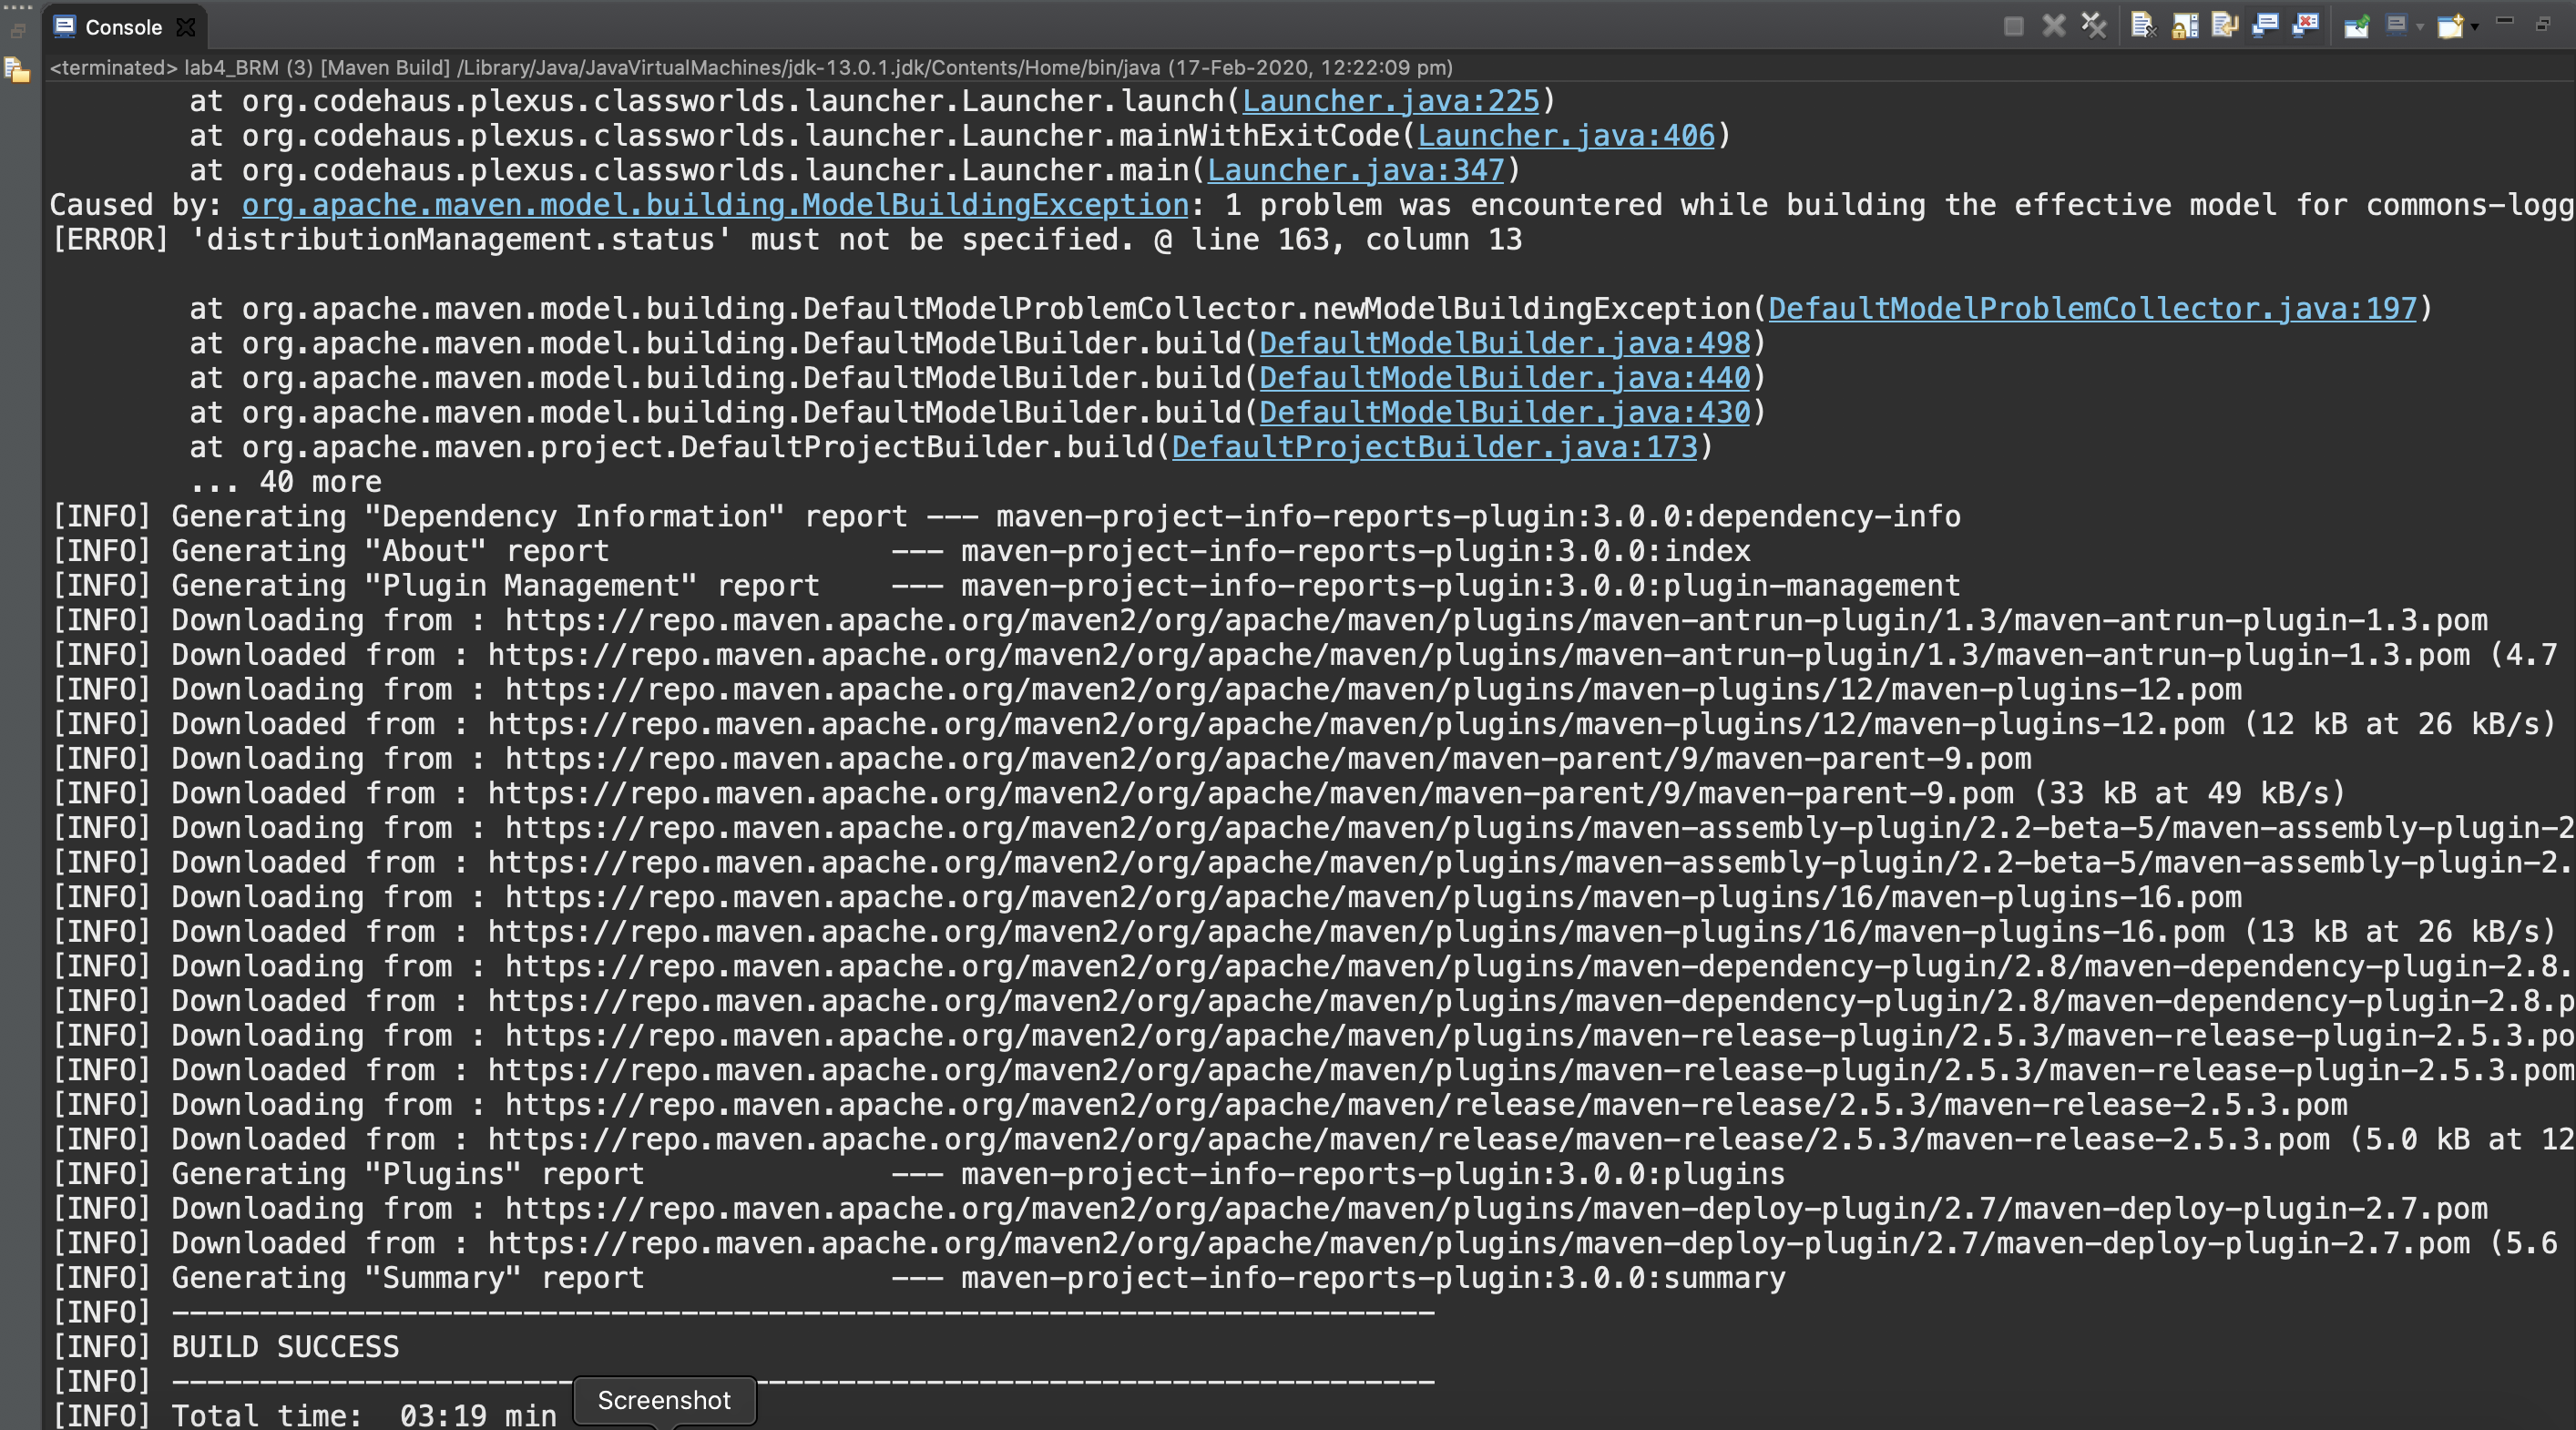 Console
<terminated> lab4_BRM (3) [Maven Build] /Library/Java/JavaVirtualMachines/jdk-13.0.1.jdk/Contents/Home/bin/java (17-Feb-2020, 12:22:09 pm)
at org.codehaus.plexus.classworlds.launcher.Launcher.launch(Launcher.java:225)
at org.codehaus.plexus.classworlds.launcher.Launcher.mainWithExitCode(Launcher.java:406)
at org.codehaus.plexus.classworlds.launcher.Launcher.main(Launcher.java:347)
Caused by: org.apache.maven.model.building.ModelBuildingException: 1 problem was encountered while building the effective model for commons-logg
[ERROR] 'distributionManagement.status' must not be specified. @ line 163, column 13
at org.apache.maven.model.building.DefaultModelProblemCollector.newModelBuildingException(DefaultModelProblemCollector.java:197)
at org.apache.maven.model.building.DefaultModelBuilder.build(DefaultModelBuilder.java:498)
at org.apache.maven.model.building.DefaultModelBuilder.build(DefaultModelBuilder.java:440)
at org.apache.maven.model.building.DefaultModelBuilder.build(DefaultModelBuilder.java:430)
at org.apache.maven.project.DefaultProjectBuilder.build(DefaultProjectBuilder.java:173)
... 40 more
[INFO] Generating "Dependency Information" report --- maven-project-info-reports-plugin:3.0.0:dependency-info
[INFO] Generating "About" report --- maven-project-info-reports-plugin:3.0.0:index
[INFO] Generating "Plugin Management" report --- maven-project-info-reports-plugin:3.0.0:plugin-management
[INFO] Downloading from : https://repo.maven.apache.org/maven2/org/apache/maven/plugins/maven-antrun-plugin/1.3/maven-antrun-plugin-1.3.pom
[INFO] Downloaded from : https://repo.maven.apache.org/maven2/org/apache/maven/plugins/maven-antrun-plugin/1.3/maven-antrun-plugin-1.3.pom (4.7
[INFO] Downloading from : https://repo.maven.apache.org/maven2/org/apache/maven/plugins/maven-plugins/12/maven-plugins-12.pom
[INFO] Downloaded from : https://repo.maven.apache.org/maven2/org/apache/maven/plugins/maven-plugins/12/maven-plugins-12.pom (12 kB at 26 kB/s)
[INFO] Downloading from : https://repo.maven.apache.org/maven2/org/apache/maven/maven-parent/9/maven-parent-9.pom
[INFO] Downloaded from : https://repo.maven.apache.org/maven2/org/apache/maven/maven-parent/9/maven-parent-9.pom (33 kB at 49 kB/s)
[INFO] Downloading from : https://repo.maven.apache.org/maven2/org/apache/maven/plugins/maven-assembly-plugin/2.2-beta-5/maven-assembly-plugin-2
[INFO] Downloaded from : https://repo.maven.apache.org/maven2/org/apache/maven/plugins/maven-assembly-plugin/2.2-beta-5/maven-assembly-plugin-2.
[INFO] Downloading from : https://repo.maven.apache.org/maven2/org/apache/maven/plugins/maven-plugins/16/maven-plugins-16.pom
[INFO] Downloaded from : https://repo.maven.apache.org/maven2/org/apache/maven/plugins/maven-plugins/16/maven-plugins-16.pom (13 kB at 26 kB/s)
[INFO] Downloading from : https://repo.maven.apache.org/maven2/org/apache/maven/plugins/maven-dependency-plugin/2.8/maven-dependency-plugin-2.8.
[INFO] Downloaded from : https://repo.maven.apache.org/maven2/org/apache/maven/plugins/maven-dependency-plugin/2.8/maven-dependency-plugin-2.8.p
[INFO] Downloading from : https://repo.maven.apache.org/maven2/org/apache/maven/plugins/maven-release-plugin/2.5.3/maven-release-plugin-2.5.3.po
[INFO] Downloaded from : https://repo.maven.apache.org/maven2/org/apache/maven/plugins/maven-release-plugin/2.5.3/maven-release-plugin-2.5.3.pom
[INFO] Downloading from : https://repo.maven.apache.org/maven2/org/apache/maven/release/maven-release/2.5.3/maven-release-2.5.3.pom
[INFO] Downloaded from : https://repo.maven.apache.org/maven2/org/apache/maven/release/maven-release/2.5.3/maven-release-2.5.3.pom (5.0 kB at 12
[INFO] Generating "Plugins" report --- maven-project-info-reports-plugin:3.0.0:plugins
[INFO] Downloading from : https://repo.maven.apache.org/maven2/org/apache/maven/plugins/maven-deploy-plugin/2.7/maven-deploy-plugin-2.7.pom
[INFO] Downloaded from : https://repo.maven.apache.org/maven2/org/apache/maven/plugins/maven-deploy-plugin/2.7/maven-deploy-plugin-2.7.pom (5.6
[INFO] Generating "Summary" report --- maven-project-info-reports-plugin:3.0.0:summary
[INFO] ------------------------------------------------------------------------
[INFO] BUILD SUCCESS
[INFO] ------------------------------------------------------------------------
Screenshot
[INFO] Total time: 03:19 min